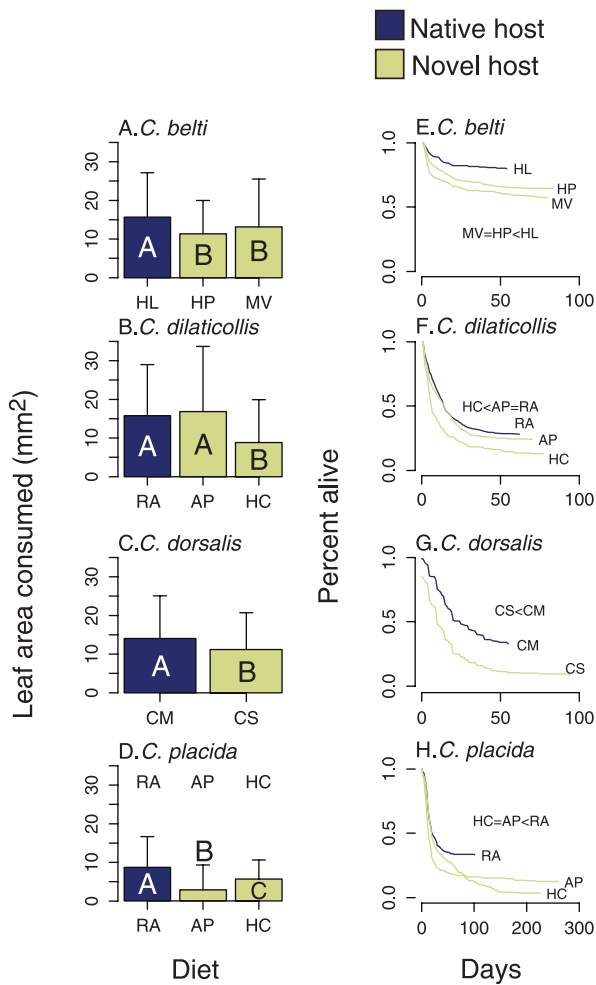 Native host
Novel host
Leaf area consumed (mm²)
Percent alive
A. C. belti
30
20
10
0
A
B
B
HL
HP
MV
E. C. belti
1.0
0.5
0.0
HL
HP
MV
MV=HP<HL
0
50
100
B. C. dilaticollis
30
20
10
0
A
A
B
RA
AP
HC
F. C. dilaticollis
1.0
0.5
0.0
HC<AP=RA
RA
AP
HC
0
50
100
C. C. dorsalis
30
20
10
0
A
B
CM
CS
G. C. dorsalis
1.0
0.5
0.0
CS<CM
CM
CS
0
50
100
D. C. placida
RA
AP
HC
30
20
10
0
A
B
C
RA
AP
HC
H. C. placida
1.0
0.5
0.0
HC=AP<RA
RA
AP
HC
0
100
200
300
Diet
Days